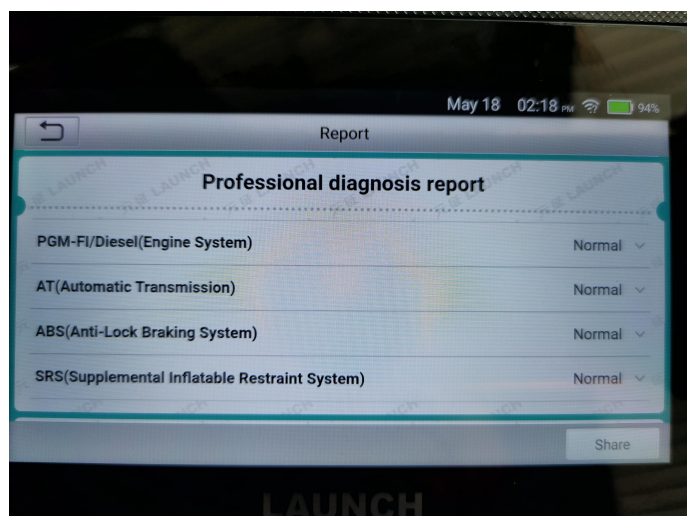 May 18 02:18 PM 94%
Report
Professional diagnosis report
PGM-FI/Diesel(Engine System) Normal
AT(Automatic Transmission) Normal
ABS(Anti-Lock Braking System) Normal
SRS(Supplemental Inflatable Restraint System) Normal
Share
LAUNCH